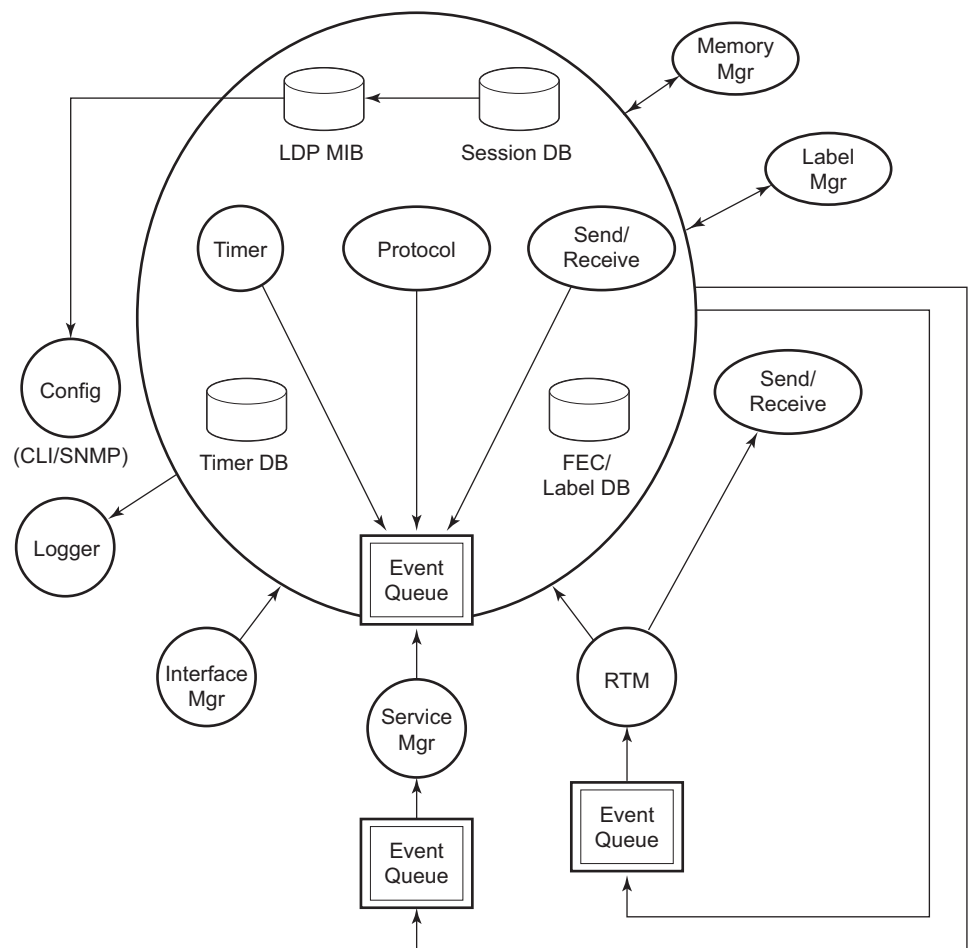 Memory
Mgr
LDP MIB
Session DB
Label
Mgr
Timer
Protocol
Send/
Receive
Config
(CLI/SNMP)
Timer DB
FEC/
Label DB
Send/
Receive
Logger
Event
Queue
Interface
Mgr
Service
Mgr
RTM
Event
Queue
Event
Queue